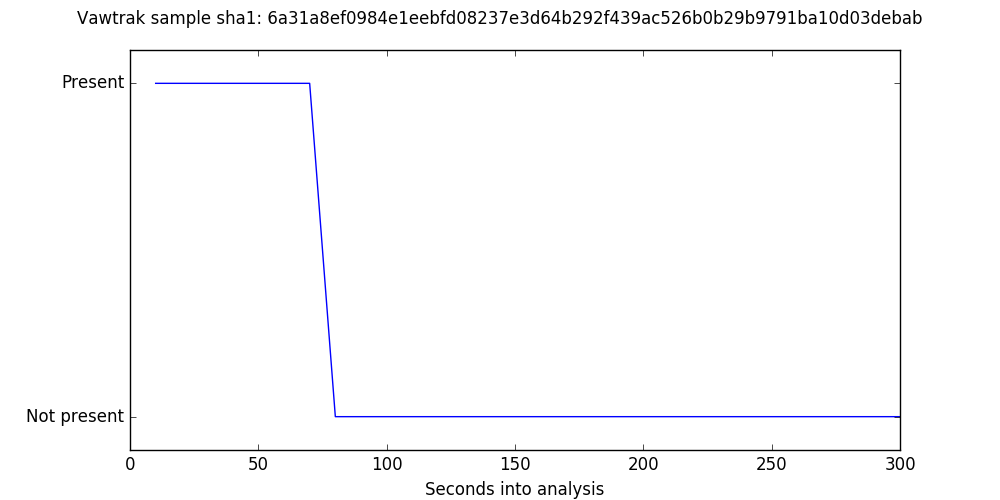 Vawtrak sample sha1: 6a31a8ef0984e1eebfd08237e3d64b292f439ac526b0b29b9791ba10d03debab
Present
Not present
0 50 100 150 200 250 300
Seconds into analysis